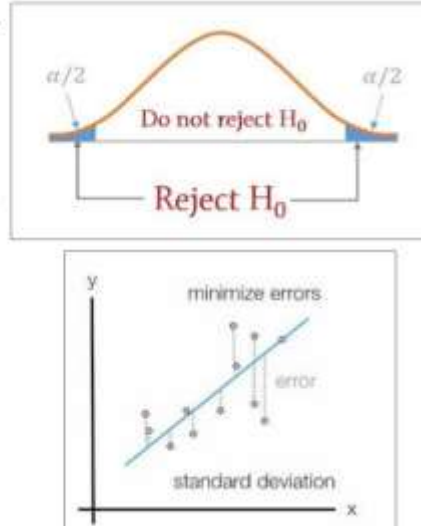 α/2
α/2
Do not reject H₀
Reject H₀
y
minimize errors
error
standard deviation
x